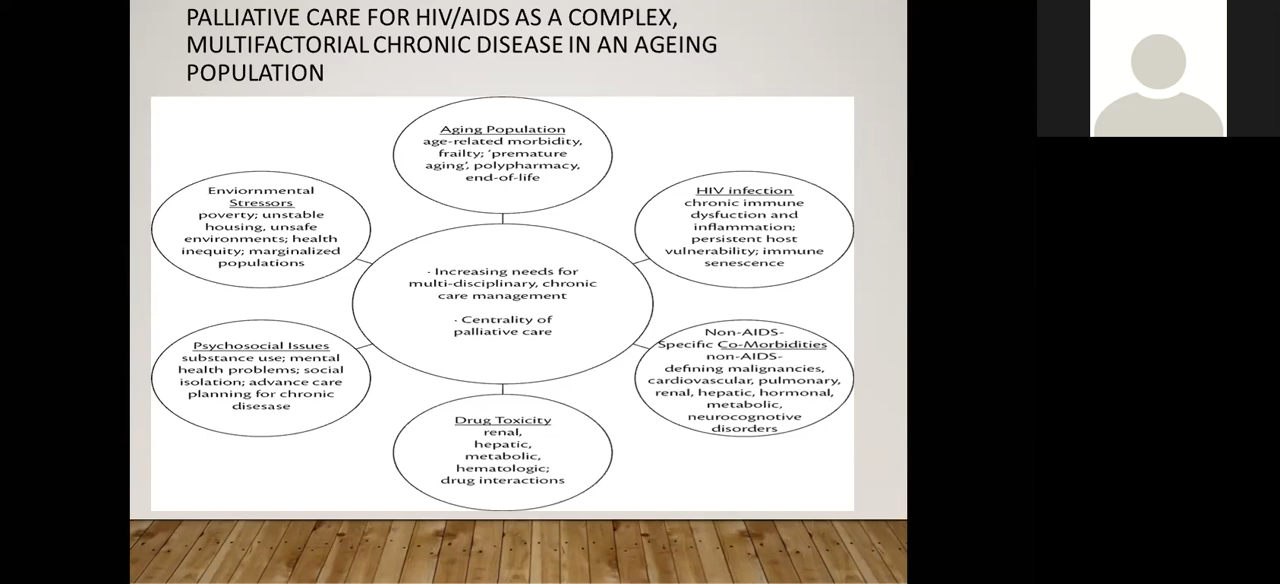 PALLIATIVE CARE FOR HIV/AIDS AS A COMPLEX,
MULTIFACTORIAL CHRONIC DISEASE IN AN AGEING
POPULATION
Aging Population
age-related morbidity,
frailty; 'premature
aging', polypharmacy,
end-of-life
Enviornmental
Stressors
poverty; unstable
housing, unsafe
environments; health
inequity; marginalized
populations
HIV infection
chronic immune
dysfuction and
inflammation;
persistent host
vulnerability; immune
senescence
· Increasing needs for
multi-disciplinary, chronic
care management
· Centrality of
palliative care
Psychosocial Issues
substance use; mental
health problems; social
isolation; advance care
planning for chronic
disesase
Non-AIDS-
Specific Co-Morbidities
non-AIDS-
defining malignancies,
cardiovascular, pulmonary,
renal, hepatic, hormonal,
metabolic,
neurocognotive
disorders
Drug Toxicity
renal,
hepatic,
metabolic,
hematologic;
drug interactions